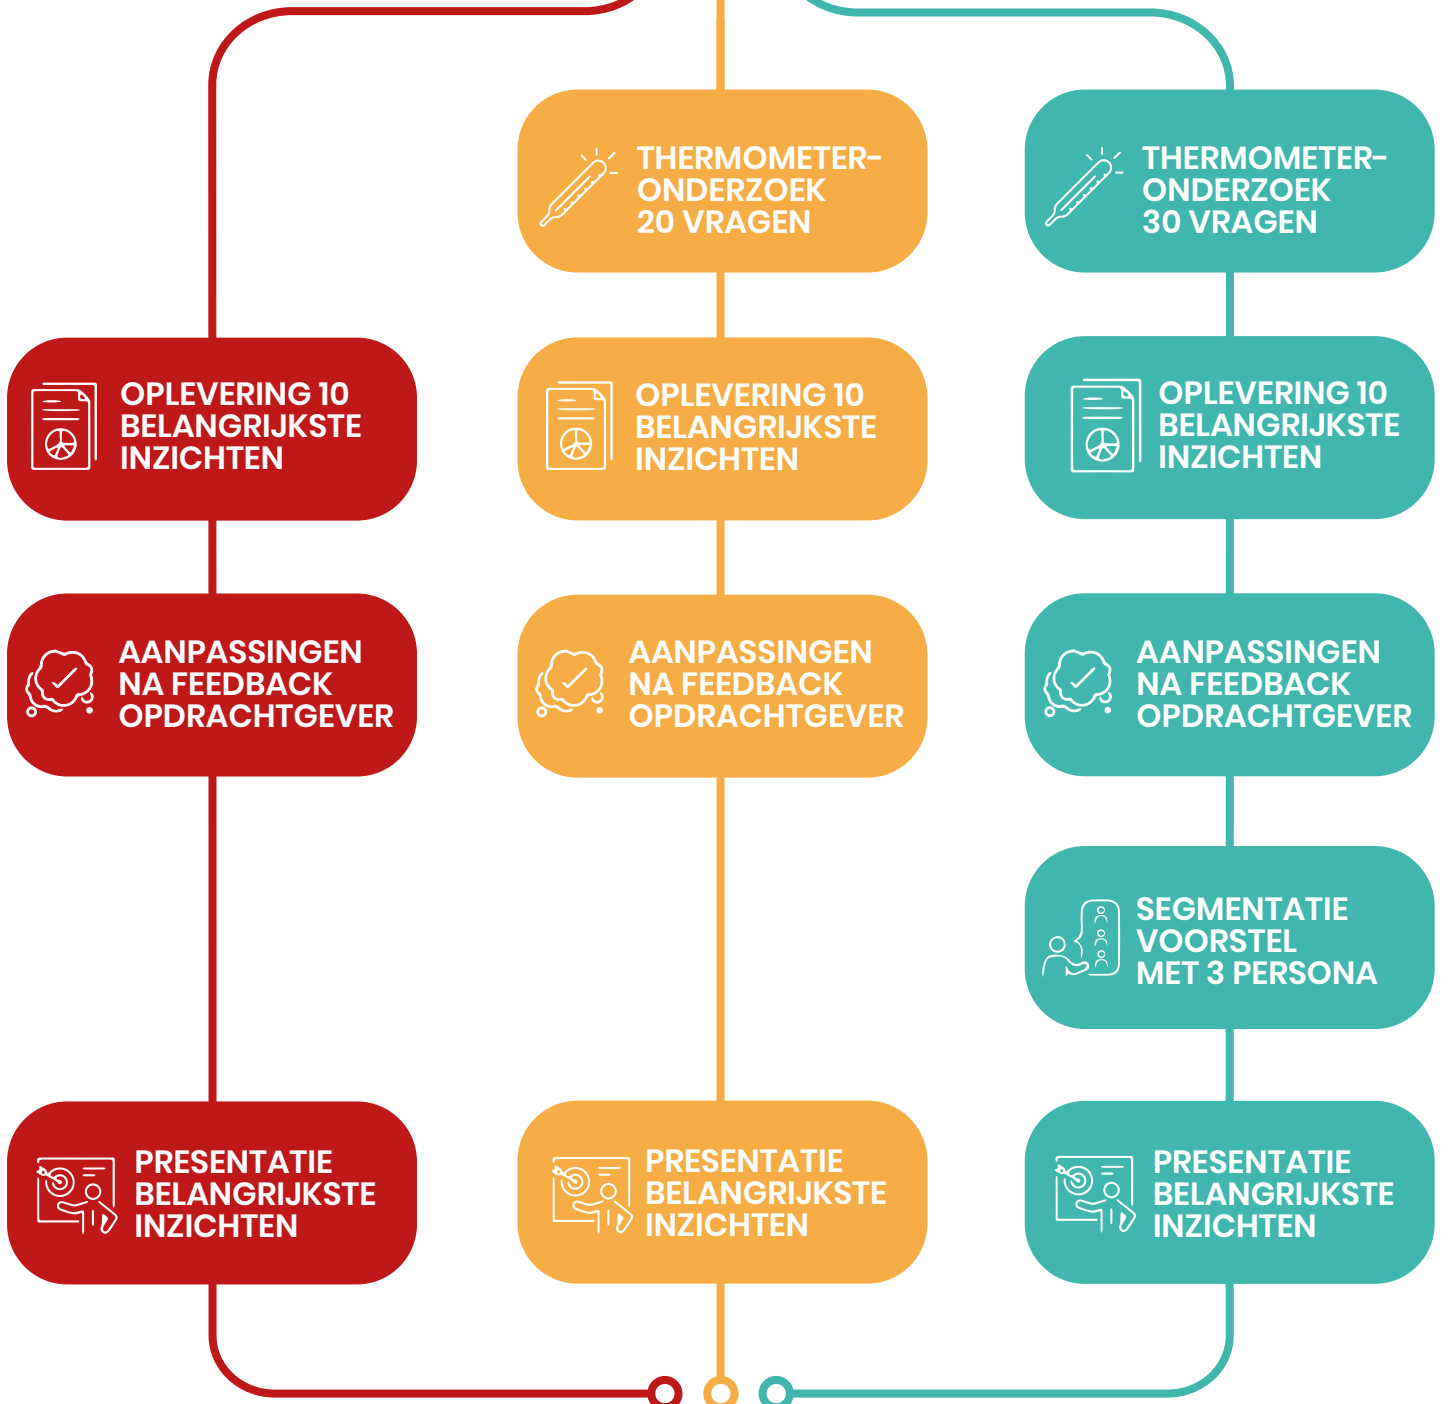 THERMOMETER-
ONDERZOEK
20 VRAGEN
THERMOMETER-
ONDERZOEK
30 VRAGEN
OPLEVERING 10
BELANGRIJKSTE
INZICHTEN
OPLEVERING 10
BELANGRIJKSTE
INZICHTEN
OPLEVERING 10
BELANGRIJKSTE
INZICHTEN
AANPASSINGEN
NA FEEDBACK
OPDRACHTGEVER
AANPASSINGEN
NA FEEDBACK
OPDRACHTGEVER
AANPASSINGEN
NA FEEDBACK
OPDRACHTGEVER
SEGMENTATIE
VOORSTEL
MET 3 PERSONA
PRESENTATIE
BELANGRIJKSTE
INZICHTEN
PRESENTATIE
BELANGRIJKSTE
INZICHTEN
PRESENTATIE
BELANGRIJKSTE
INZICHTEN